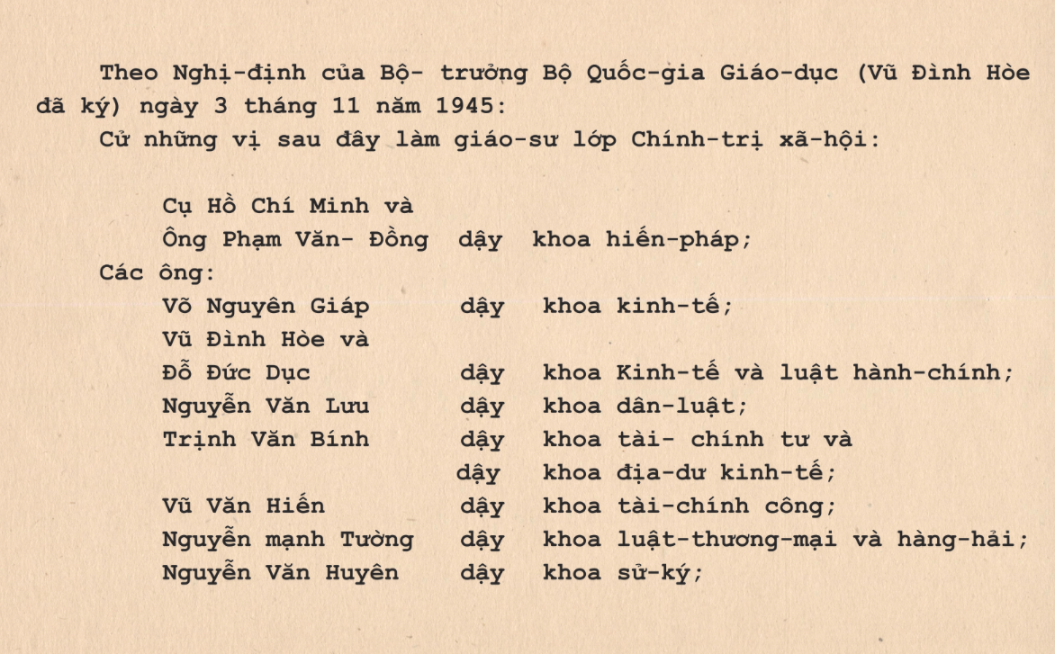 Theo Nghị-định của Bộ- trưởng Bộ Quốc-gia Giáo-dục (Vũ Đình Hòe
đã ký) ngày 3 tháng 11 năm 1945:
Cử những vị sau đây làm giáo-sư lớp Chính-trị xã-hội:
Cụ Hồ Chí Minh và
Ông Phạm Văn- Đồng dậy khoa hiến-pháp;
Các ông:
Võ Nguyên Giáp dậy khoa kinh-tế;
Vũ Đình Hòe và
Đỗ Đức Dục dậy khoa Kinh-tế và luật hành-chính;
Nguyễn Văn Lưu dậy khoa dân-luật;
Trịnh Văn Bính dậy khoa tài- chính tư và
dậy khoa địa-dư kinh-tế;
Vũ Văn Hiến dậy khoa tài-chính công;
Nguyễn mạnh Tường dậy khoa luật-thương-mại và hàng-hải;
Nguyễn Văn Huyên dậy khoa sử-ký;